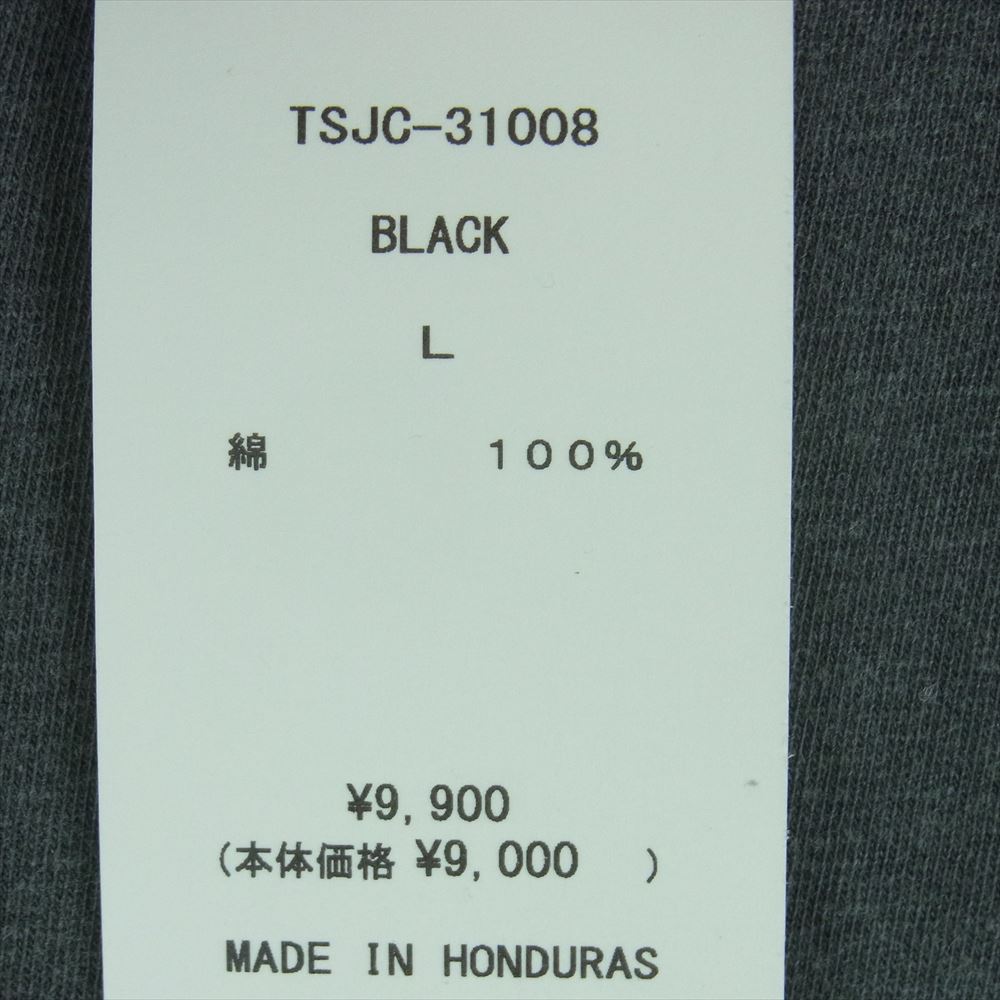 TSJC-31008
BLACK
L
綿 １００％
¥9,900
(本体価格 ¥9,000 )
MADE IN HONDURAS